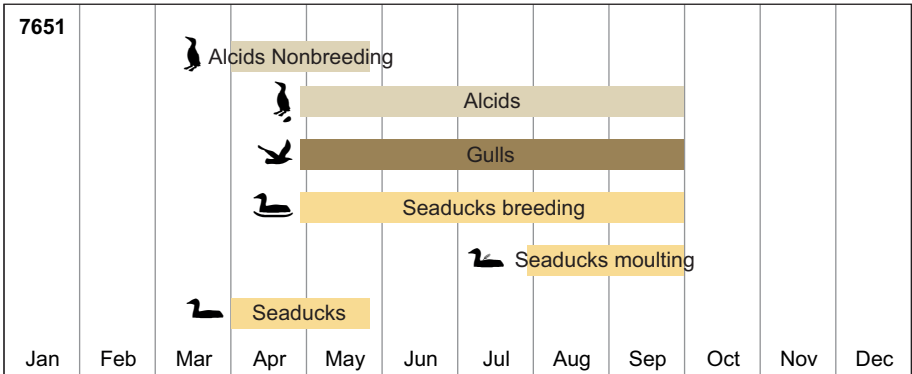 7651
Alcids Nonbreeding
Alcids
Gulls
Seaducks breeding
Seaducks moulting
Seaducks
Jan Feb Mar Apr May Jun Jul Aug Sep Oct Nov Dec